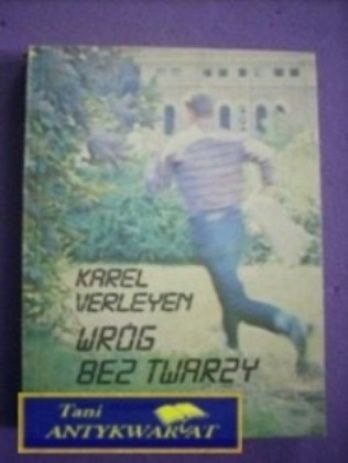 KAREL
VERLEYEN
WRÓG
BEZ TWARZY
Tani
ANTYKWARIAT